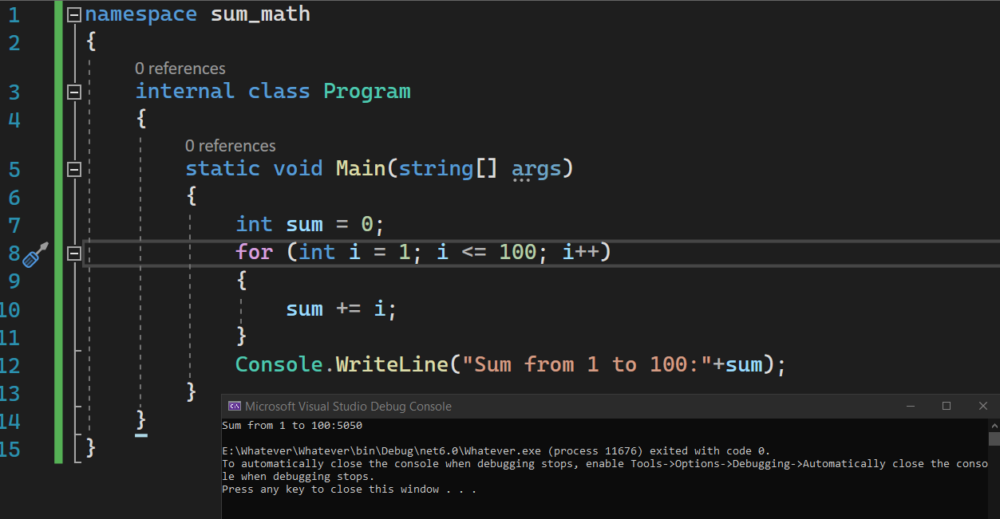 1 namespace sum_math
2 {
0 references
3 internal class Program
4 {
0 references
5 static void Main(string[] args)
6 {
7 int sum = 0;
8 for (int i = 1; i <= 100; i++)
9 {
10 sum += i;
11 }
12 Console.WriteLine("Sum from 1 to 100:"+sum);
13 }
14 }
15 }
Microsoft Visual Studio Debug Console
Sum from 1 to 100:5050
E:\Whatever\Whatever\bin\Debug\net6.0\Whatever.exe (process 11676) exited with code 0.
To automatically close the console when debugging stops, enable Tools->Options->Debugging->Automatically close the conso
le when debugging stops.
Press any key to close this window . . .